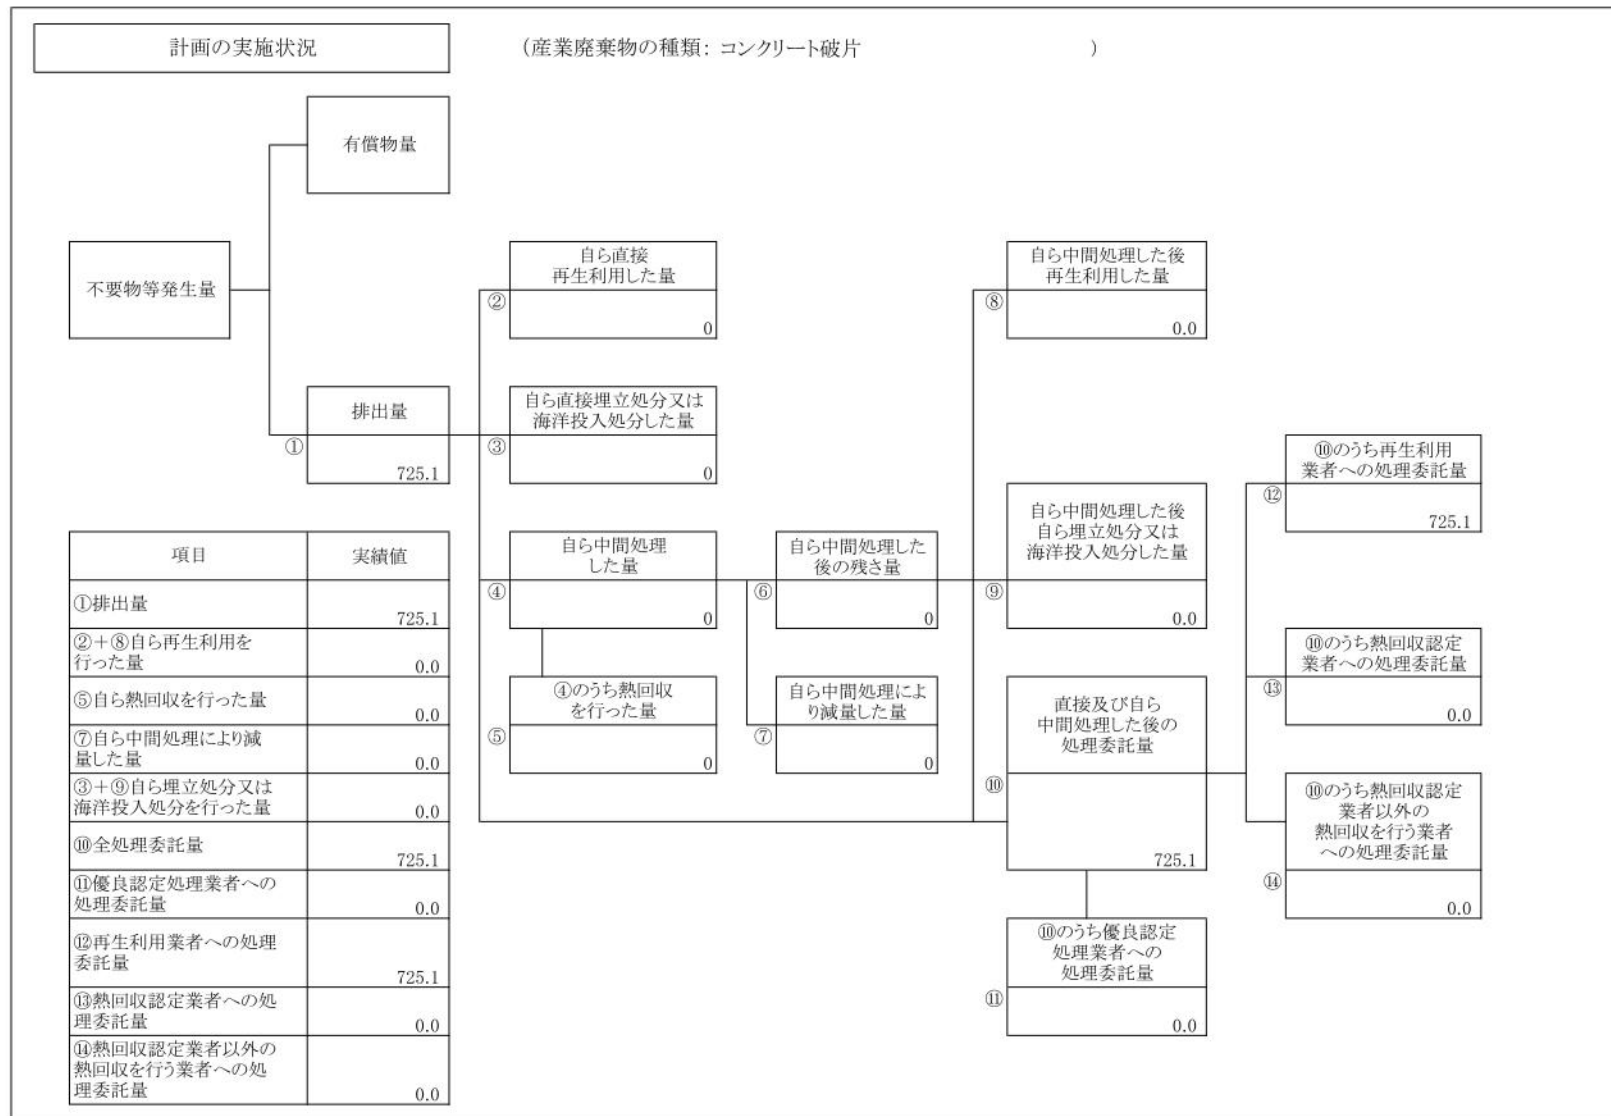 計画の実施状況
(産業廃棄物の種類: コンクリート破片 )
有償物量
不要物等発生量
自ら直接
再生利用した量
②
0
自ら中間処理した後
再生利用した量
⑧
0.0
排出量
①
725.1
自ら直接埋立処分又は
海洋投入処分した量
③
0
⑩のうち再生利用
業者への処理委託量
⑫
725.1
自ら中間処理
した量
④
0
自ら中間処理した
後の残さ量
⑥
0
自ら中間処理した後
自ら埋立処分又は
海洋投入処分した量
⑨
0.0
⑩のうち熱回収認定
業者への処理委託量
⑬
0.0
④のうち熱回収
を行った量
⑤
0
自ら中間処理によ
り減量した量
⑦
0
直接及び自ら
中間処理した後の
処理委託量
⑩
725.1
⑩のうち熱回収認定
業者以外の
熱回収を行う業者
への処理委託量
⑭
0.0
⑩のうち優良認定
処理業者への
処理委託量
⑪
0.0
項目 実績値
①排出量
725.1
②+⑧自ら再生利用を
行った量
0.0
⑤自ら熱回収を行った量
0.0
⑦自ら中間処理により減
量した量
0.0
③+⑨自ら埋立処分又は
海洋投入処分を行った量
0.0
⑩全処理委託量
725.1
⑪優良認定処理業者への
処理委託量
0.0
⑫再生利用業者への処理
委託量
725.1
⑬熱回収認定業者への処
理委託量
0.0
⑭熱回収認定業者以外の
熱回収を行う業者への処
理委託量
0.0